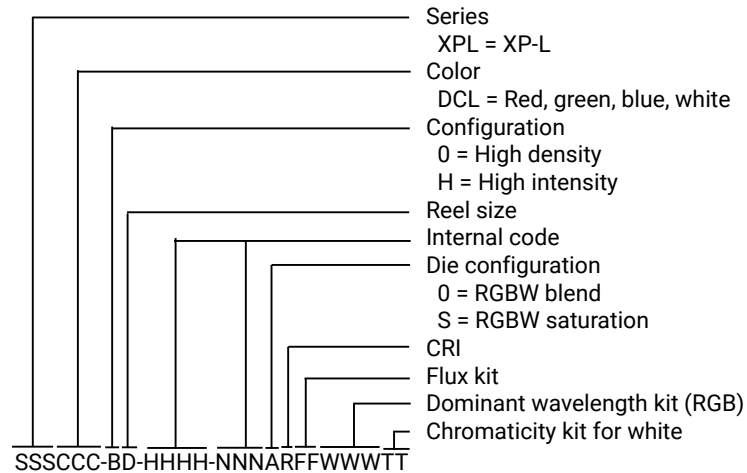 Series
XPL = XP-L
Color
DCL = Red, green, blue, white
Configuration
0 = High density
H = High intensity
Reel size
Internal code
Die configuration
0 = RGBW blend
S = RGBW saturation
CRI
Flux kit
Dominant wavelength kit (RGB)
Chromaticity kit for white
SSSCCC-BD-HHHH-NNNARFFWWWTT